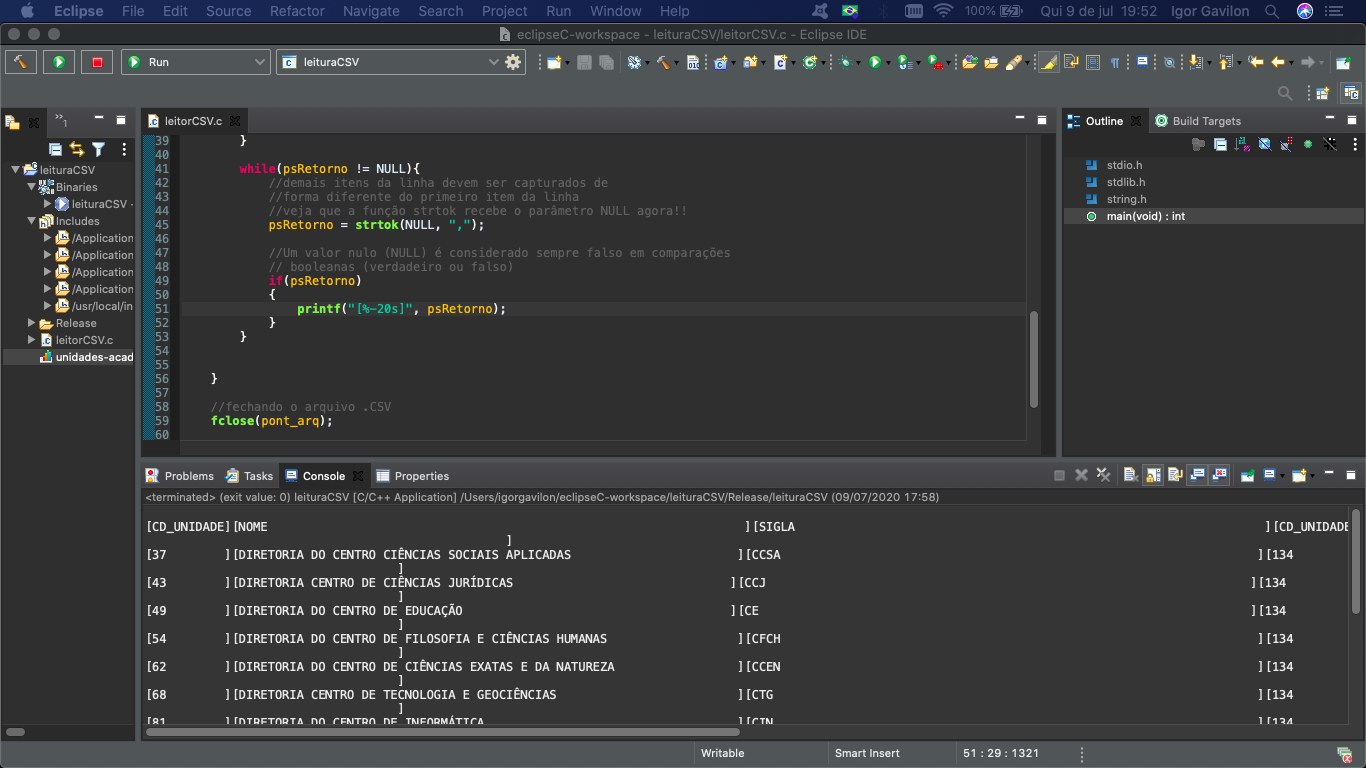 Eclipse File Edit Source Refactor Navigate Search Project Run Window Help 100% Qui 9 de jul 19:52 Igor Gavilon
eclipseC-workspace - leituraCSV/leitorCSV.c - Eclipse IDE
Run leituraCSV
1
leitorCSV.c
Outline Build Targets
leituraCSV
Binaries
leituraCSV -
Includes
/Application
/Application
/Application
/Application
/usr/local/in
Release
leitorCSV.c
unidades-acad
39 }
40
41 while(psRetorno != NULL){
42 //demais itens da linha devem ser capturados de
43 //forma diferente do primeiro item da linha
44 //veja que a função strtok recebe o parâmetro NULL agora!!
45 psRetorno = strtok(NULL, ",");
46
47 //Um valor nulo (NULL) é considerado sempre falso em comparações
48 // booleanas (verdadeiro ou falso)
49 if(psRetorno)
50 {
51 printf("[%-20s]", psRetorno);
52 }
53 }
54
55
56 }
57
58 //fechando o arquivo .CSV
59 fclose(pont_arq);
60
stdio.h
stdlib.h
string.h
main(void) : int
Problems Tasks Console Properties
<terminated> (exit value: 0) leituraCSV [C/C++ Application] /Users/igorgavilon/eclipseC-workspace/leituraCSV/Release/leituraCSV (09/07/2020 17:58)
[CD_UNIDADE][NOME ][SIGLA ][CD_UNIDADE
]
[37 ][DIRETORIA DO CENTRO CIÊNCIAS SOCIAIS APLICADAS ][CCSA ][134
]
[43 ][DIRETORIA CENTRO DE CIÊNCIAS JURÍDICAS ][CCJ ][134
]
[49 ][DIRETORIA DO CENTRO DE EDUCAÇÃO ][CE ][134
]
[54 ][DIRETORIA DO CENTRO DE FILOSOFIA E CIÊNCIAS HUMANAS ][CFCH ][134
]
[62 ][DIRETORIA DO CENTRO DE CIÊNCIAS EXATAS E DA NATUREZA ][CCEN ][134
]
[68 ][DIRETORIA CENTRO DE TECNOLOGIA E GEOCIÊNCIAS ][CTG ][134
]
[81 ][DIRETORIA DO CENTRO DE INFORMÁTICA ][CIN ][134
Writable Smart Insert 51 : 29 : 1321